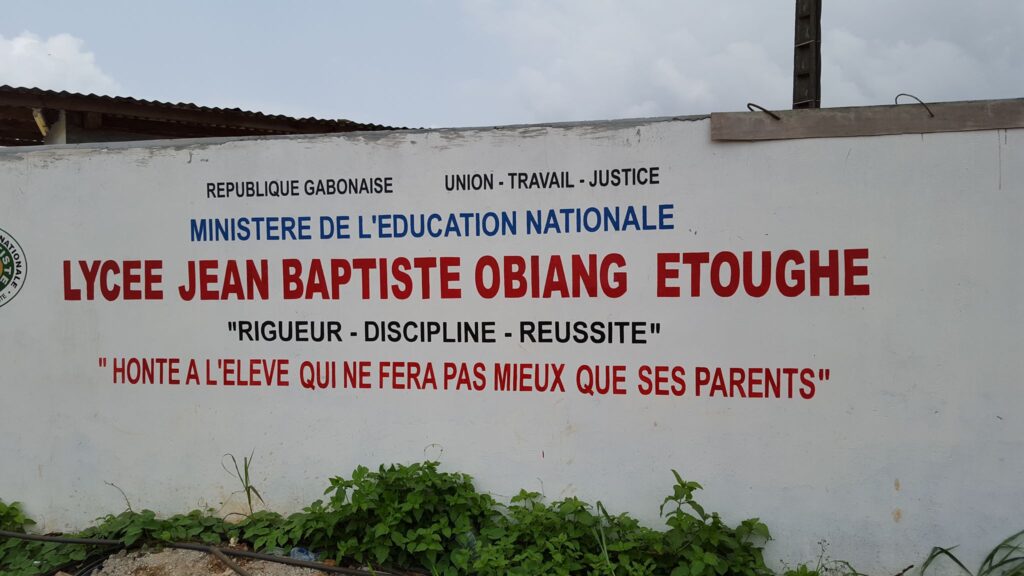 REPUBLIQUE GABONAISE UNION - TRAVAIL - JUSTICE
MINISTERE DE L'EDUCATION NATIONALE
LYCEE JEAN BAPTISTE OBIANG ETOUGHE
"RIGUEUR - DISCIPLINE - REUSSITE"
" HONTE A L'ELEVE QUI NE FERA PAS MIEUX QUE SES PARENTS"
NATIONALE